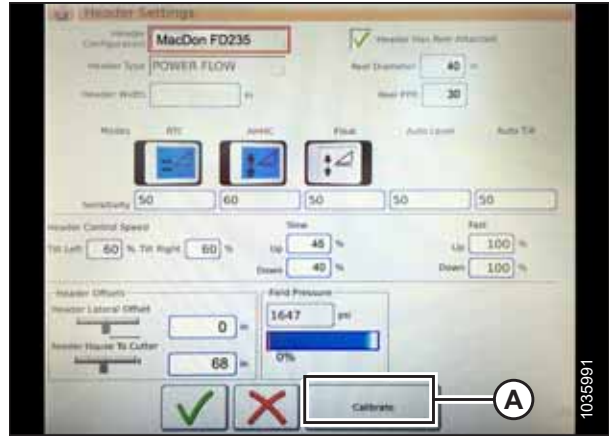 Header Settings
Header Configuration MacDon FD235
Header Has Reel Attached
Header Type POWER FLOW
Reel Diameter 40 in
Header Width in
Reel PPR 30
Modes RTC AHHC Float Auto Level Auto Tilt
Sensitivity 50 60 50 50 50
Header Control Speed
Slow Fast
Tilt Left 60 % Tilt Right 60 % Up 45 % Up 100 %
Down 40 % Down 100 %
Header Offsets Field Pressure
Header Lateral Offset
0 in 1647 psi
Feeder House To Cutter
68 in 0%
Calibrate
A
1035991